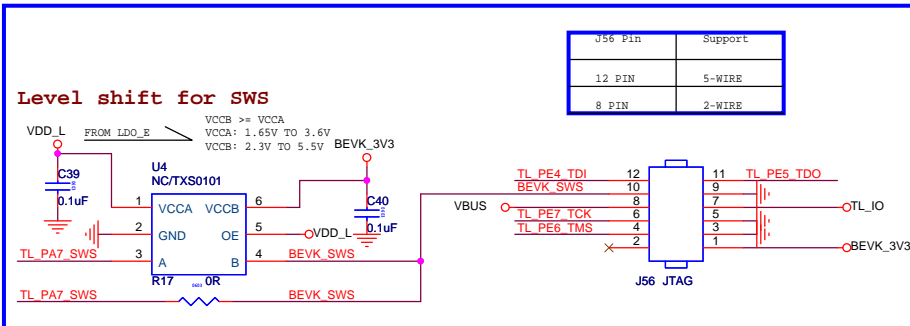 J56 Pin Support
12 PIN 5-WIRE
8 PIN 2-WIRE
Level shift for SWS
VCCB >= VCCA
VCCA: 1.65V TO 3.6V
VCCB: 2.3V TO 5.5V
VDD_L
FROM LDO_E
BEVK_3V3
U4
NC/TXS0101
C39
0.1uF
C40
0.1uF
1 VCCA VCCB 6
2 GND OE 5 VDD_L
TL_PA7_SWS 3 A B 4 BEVK_SWS
R17 0R
TL_PA7_SWS BEVK_SWS
TL_PE4_TDI 12 11 TL_PE5_TDO
BEVK_SWS 10 9
VBUS 8 7 TL_IO
TL_PE7_TCK 6 5
TL_PE6_TMS 4 3
2 1 BEVK_3V3
J56 JTAG